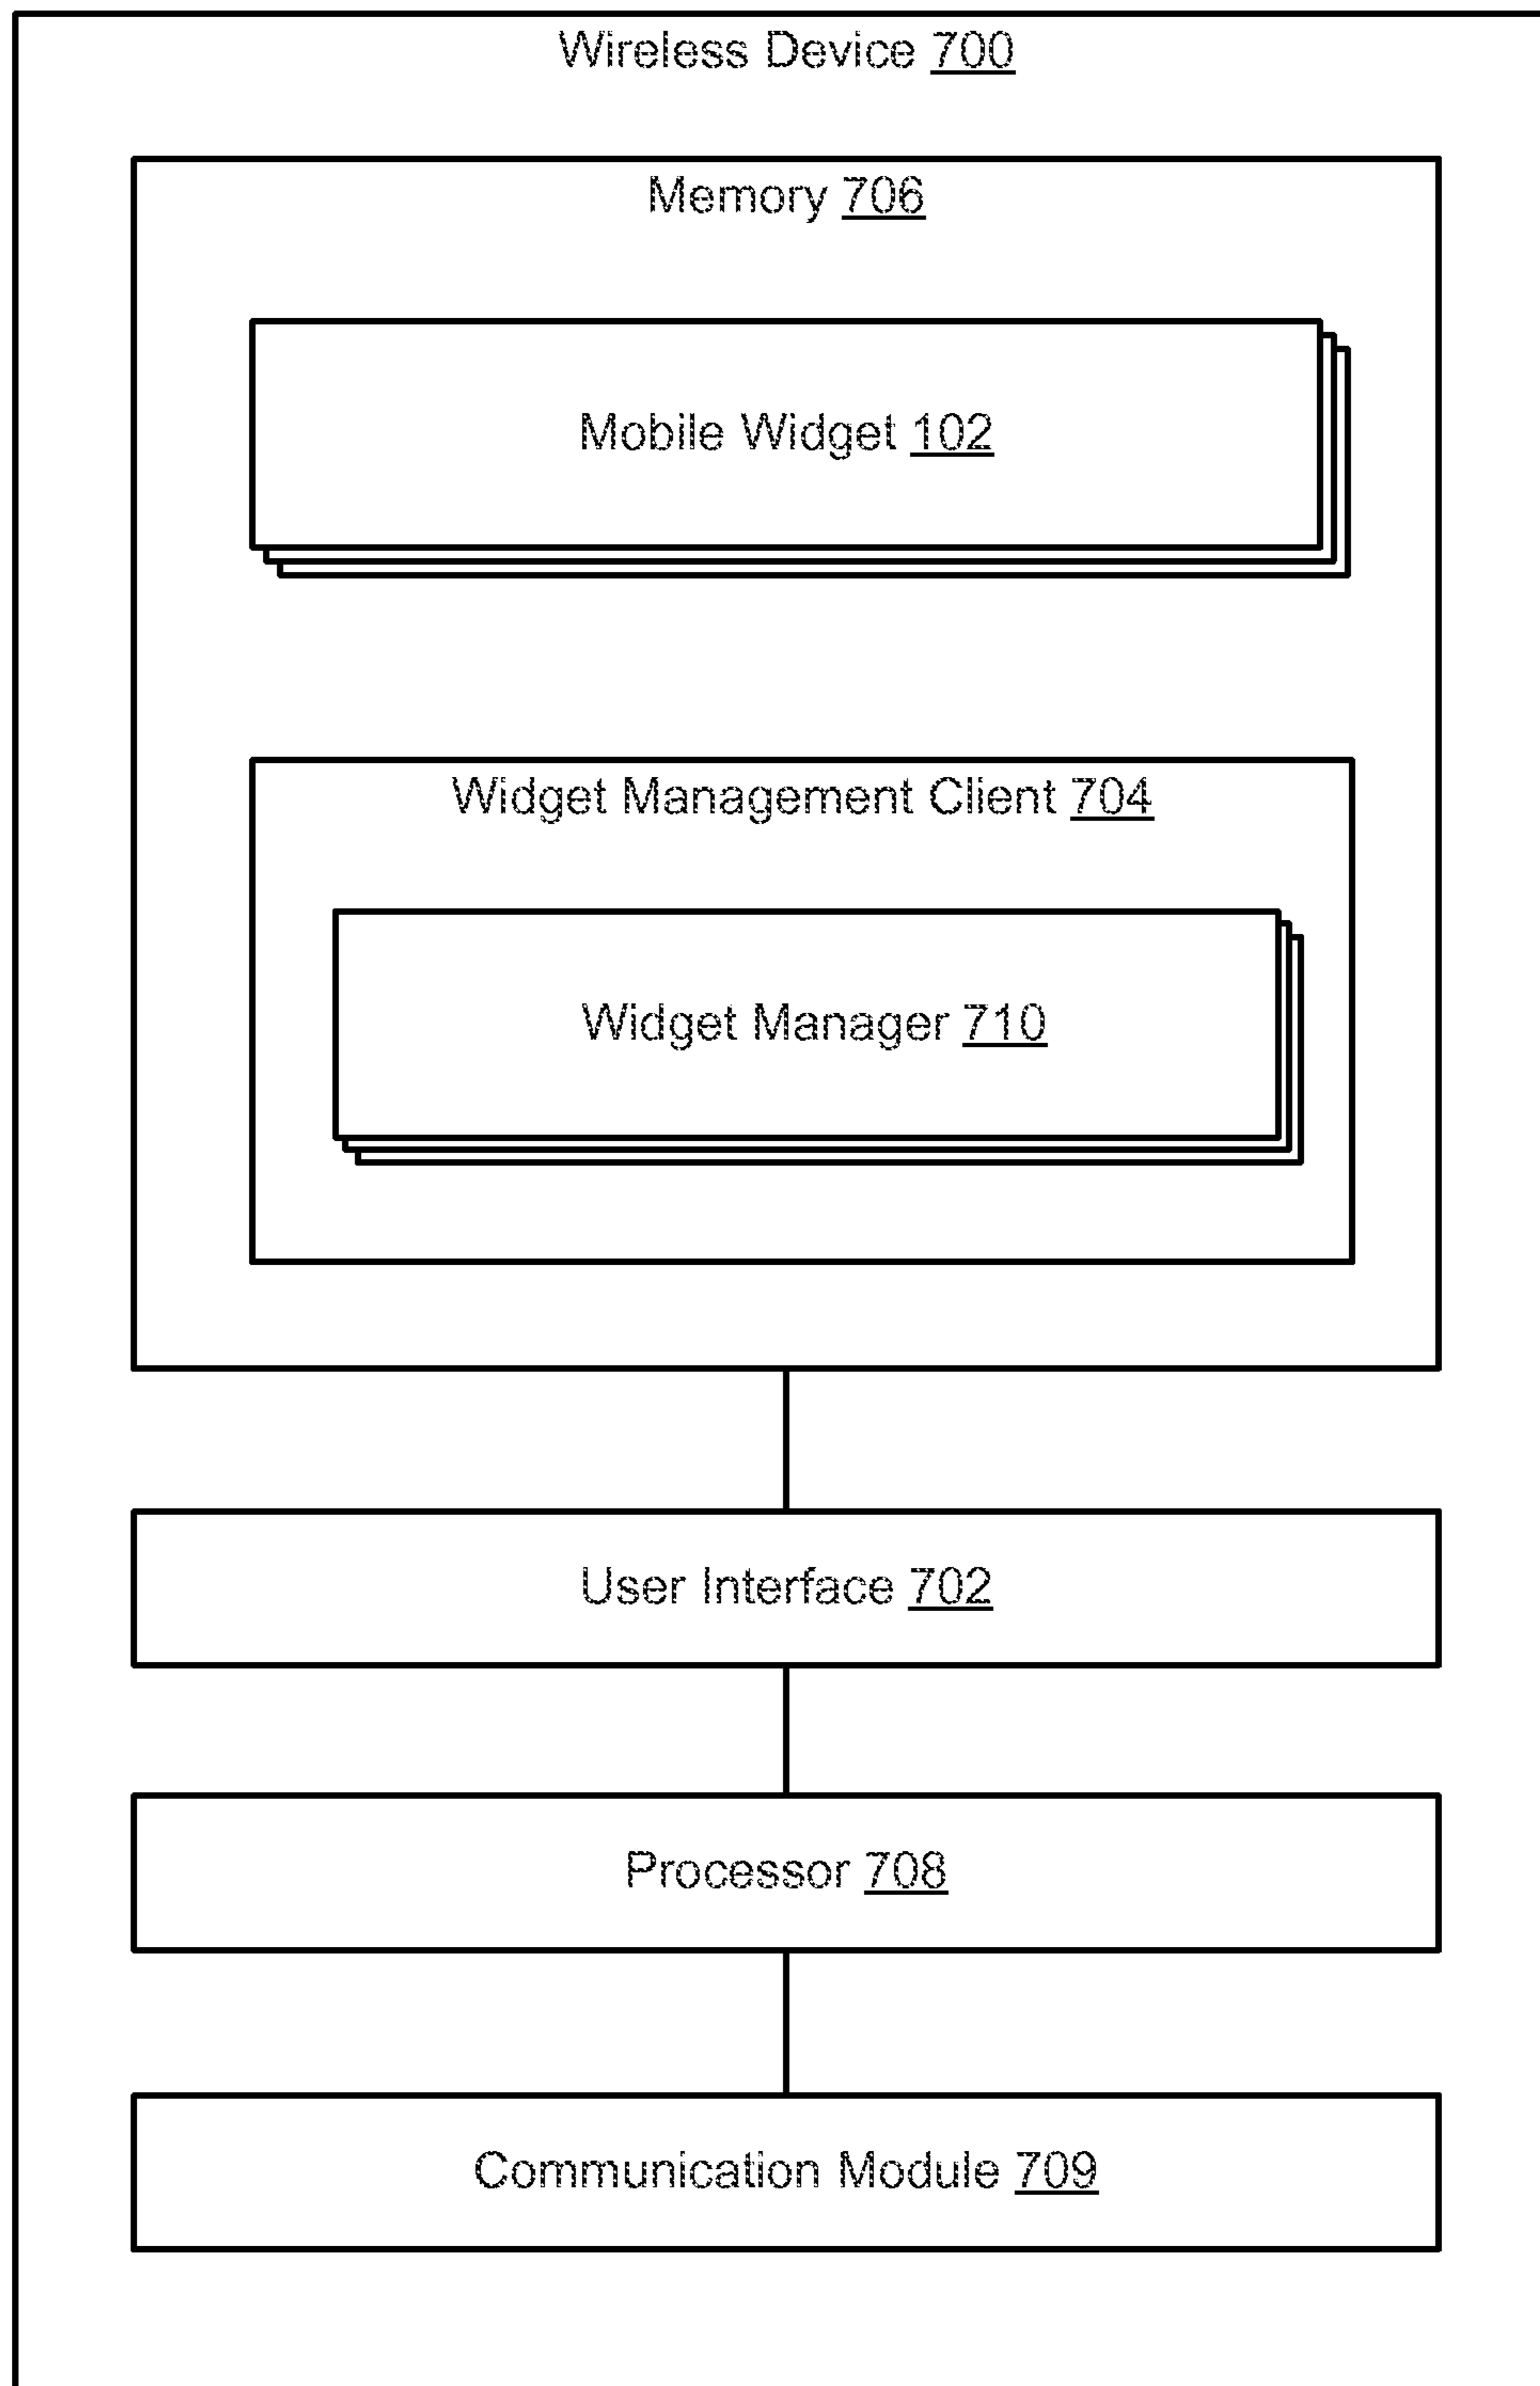 Wireless Device 700
Memory 706
Mobile Widget 102
Widget Management Client 704
Widget Manager 710
User Interface 702
Processor 708
Communication Module 709